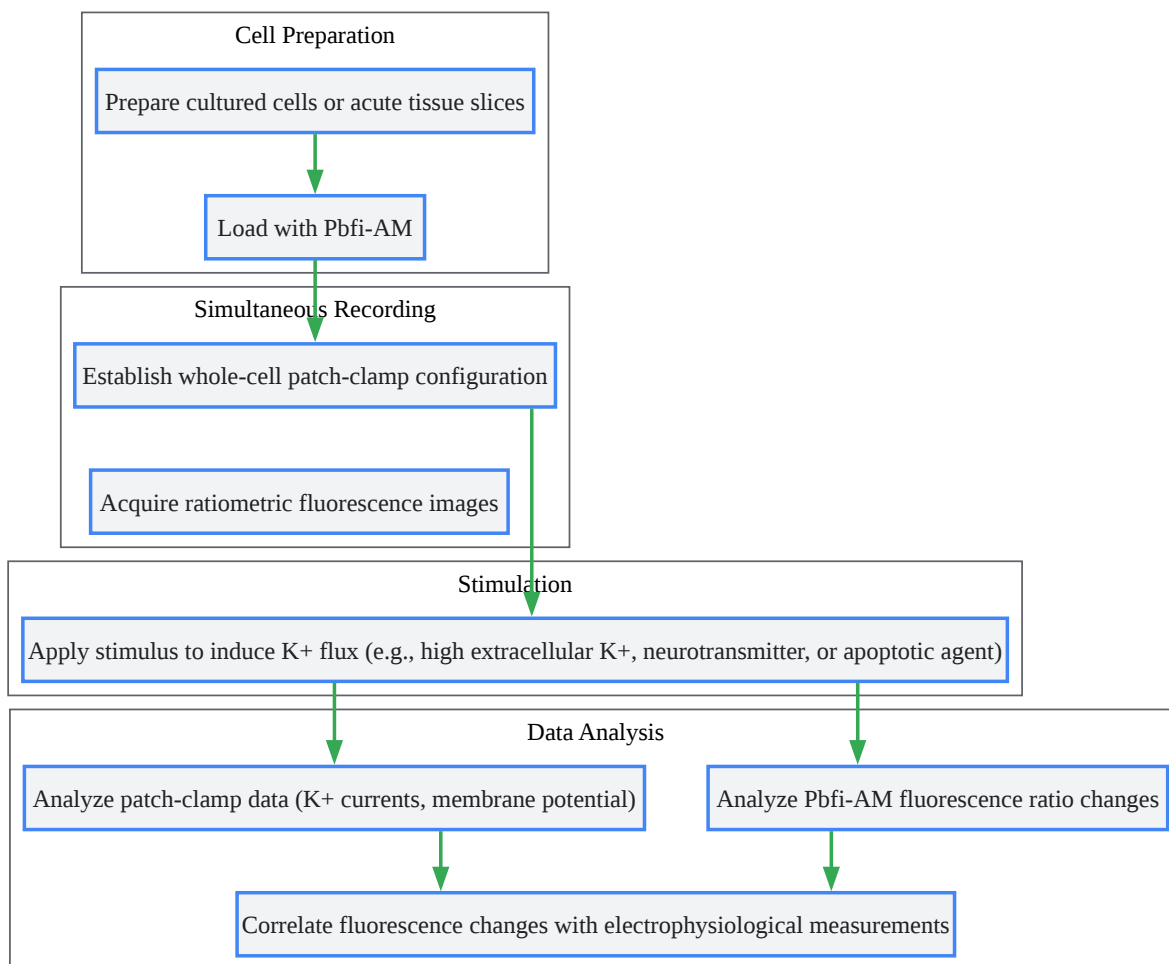 Cell Preparation
Prepare cultured cells or acute tissue slices
Load with Pbfi-AM
Simultaneous Recording
Establish whole-cell patch-clamp configuration
Acquire ratiometric fluorescence images
Stimulation
Apply stimulus to induce K+ flux (e.g., high extracellular K+, neurotransmitter, or apoptotic agent)
Data Analysis
Analyze patch-clamp data (K+ currents, membrane potential)
Analyze Pbfi-AM fluorescence ratio changes
Correlate fluorescence changes with electrophysiological measurements